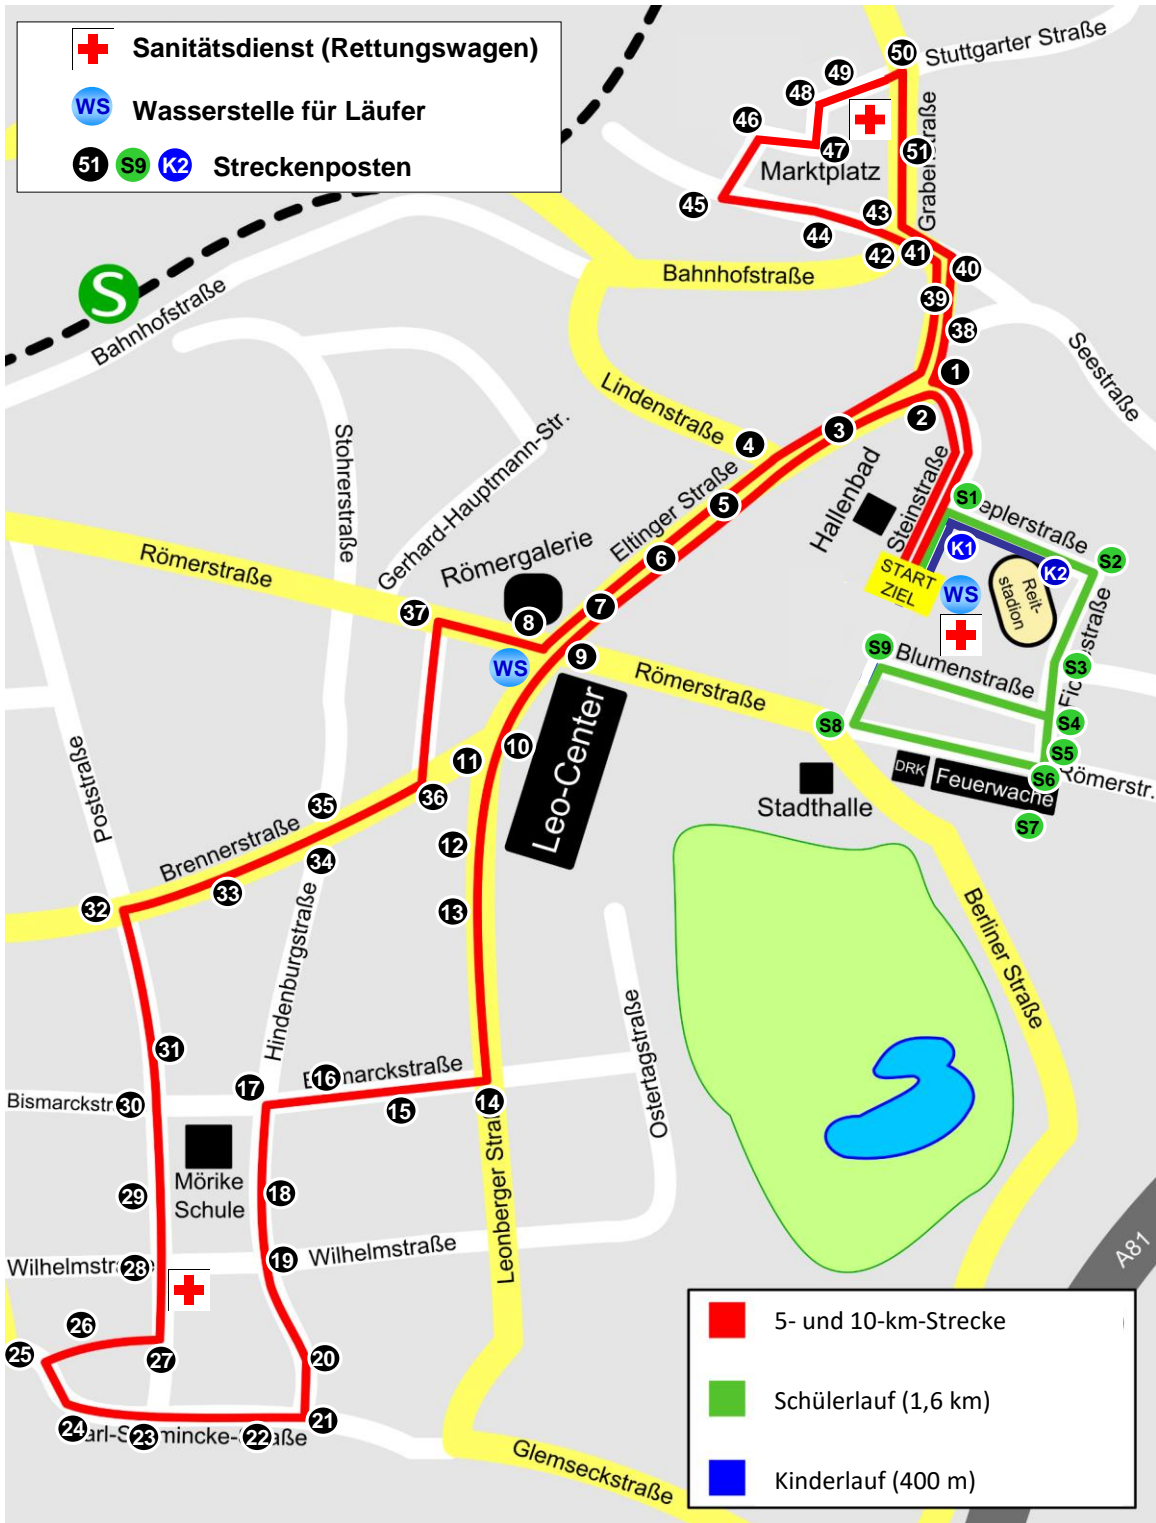 Sanitätsdienst (Rettungswagen)
WS
Wasserstelle für Läufer
51 S9 K2
Streckenposten
50
Stuttgarter Straße
49
48
46
47
Marktplatz
51
Grabenstraße
45
43
44
42
41
40
Bahnhofstraße
39
38
S
Bahnhofstraße
Seestraße
1
2
3
Lindenstraße
4
Stohrerstraße
Gerhard-Hauptmann-Str.
Eltinger Straße
5
Hallenbad
Steinstraße
S1
eplerstraße
K1
S2
K2
START
ZIEL
WS
Reit-
stadion
6
Römergalerie
Römerstraße
7
37
8
WS
9
Römerstraße
S9
Blumenstraße
S3
S4
S8
S5
S6
Römerstr.
DRK
Feuerwache
S7
Stadthalle
Leo-Center
10
11
36
Poststraße
35
12
34
Brennerstraße
33
32
13
Hindenburgstraße
Berliner Straße
Ostertagstraße
31
16
marckstraße
17
15
14
Bismarckstr.
30
Mörike
Schule
29
18
Leonberger Straß
19
Wilhelmstraße
Wilhelmstraße
28
A81
26
25
27
20
24
23
22
21
Glemseckstraße
5- und 10-km-Strecke
Schülerlauf (1,6 km)
Kinderlauf (400 m)